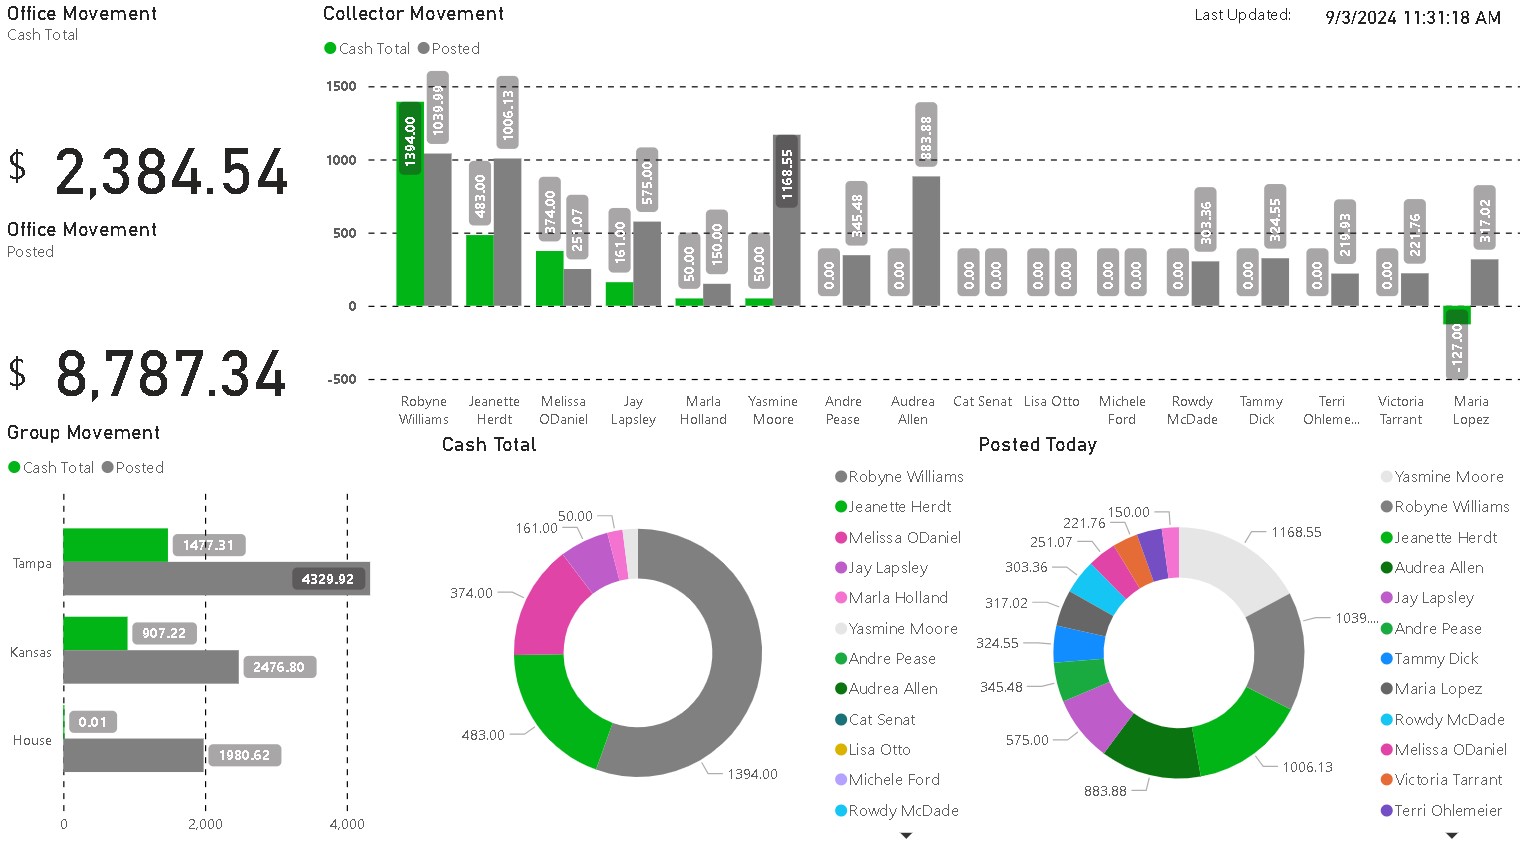 Office Movement
Cash Total
$ 2,384.54
Office Movement
Posted
$ 8,787.34
Collector Movement
Last Updated: 9/3/2024 11:31:18 AM
Cash Total Posted
1500
1000
500
0
-500
1394.00
1039.99
483.00
1006.13
374.00
251.07
161.00
575.00
50.00
150.00
50.00
1168.55
0.00
345.48
0.00
883.88
0.00
0.00
0.00
0.00
0.00
0.00
0.00
303.36
0.00
324.55
0.00
219.93
0.00
221.76
-127.00
317.02
Robyne Williams
Jeanette Herdt
Melissa ODaniel
Jay Lapsley
Marla Holland
Yasmine Moore
Andre Pease
Audrea Allen
Cat Senat
Lisa Otto
Michele Ford
Rowdy McDade
Tammy Dick
Terri Ohleme...
Victoria Tarrant
Maria Lopez
Group Movement
Cash Total Posted
Tampa
1477.31
4329.92
Kansas
907.22
2476.80
House
0.01
1980.62
0 2,000 4,000
Cash Total
50.00
161.00
374.00
483.00
1394.00
Robyne Williams
Jeanette Herdt
Melissa ODaniel
Jay Lapsley
Marla Holland
Yasmine Moore
Andre Pease
Audrea Allen
Cat Senat
Lisa Otto
Michele Ford
Rowdy McDade
Posted Today
150.00
221.76
251.07
303.36
317.02
324.55
345.48
575.00
883.88
1006.13
1039....
1168.55
Yasmine Moore
Robyne Williams
Jeanette Herdt
Audrea Allen
Jay Lapsley
Andre Pease
Tammy Dick
Maria Lopez
Rowdy McDade
Melissa ODaniel
Victoria Tarrant
Terri Ohlemeier